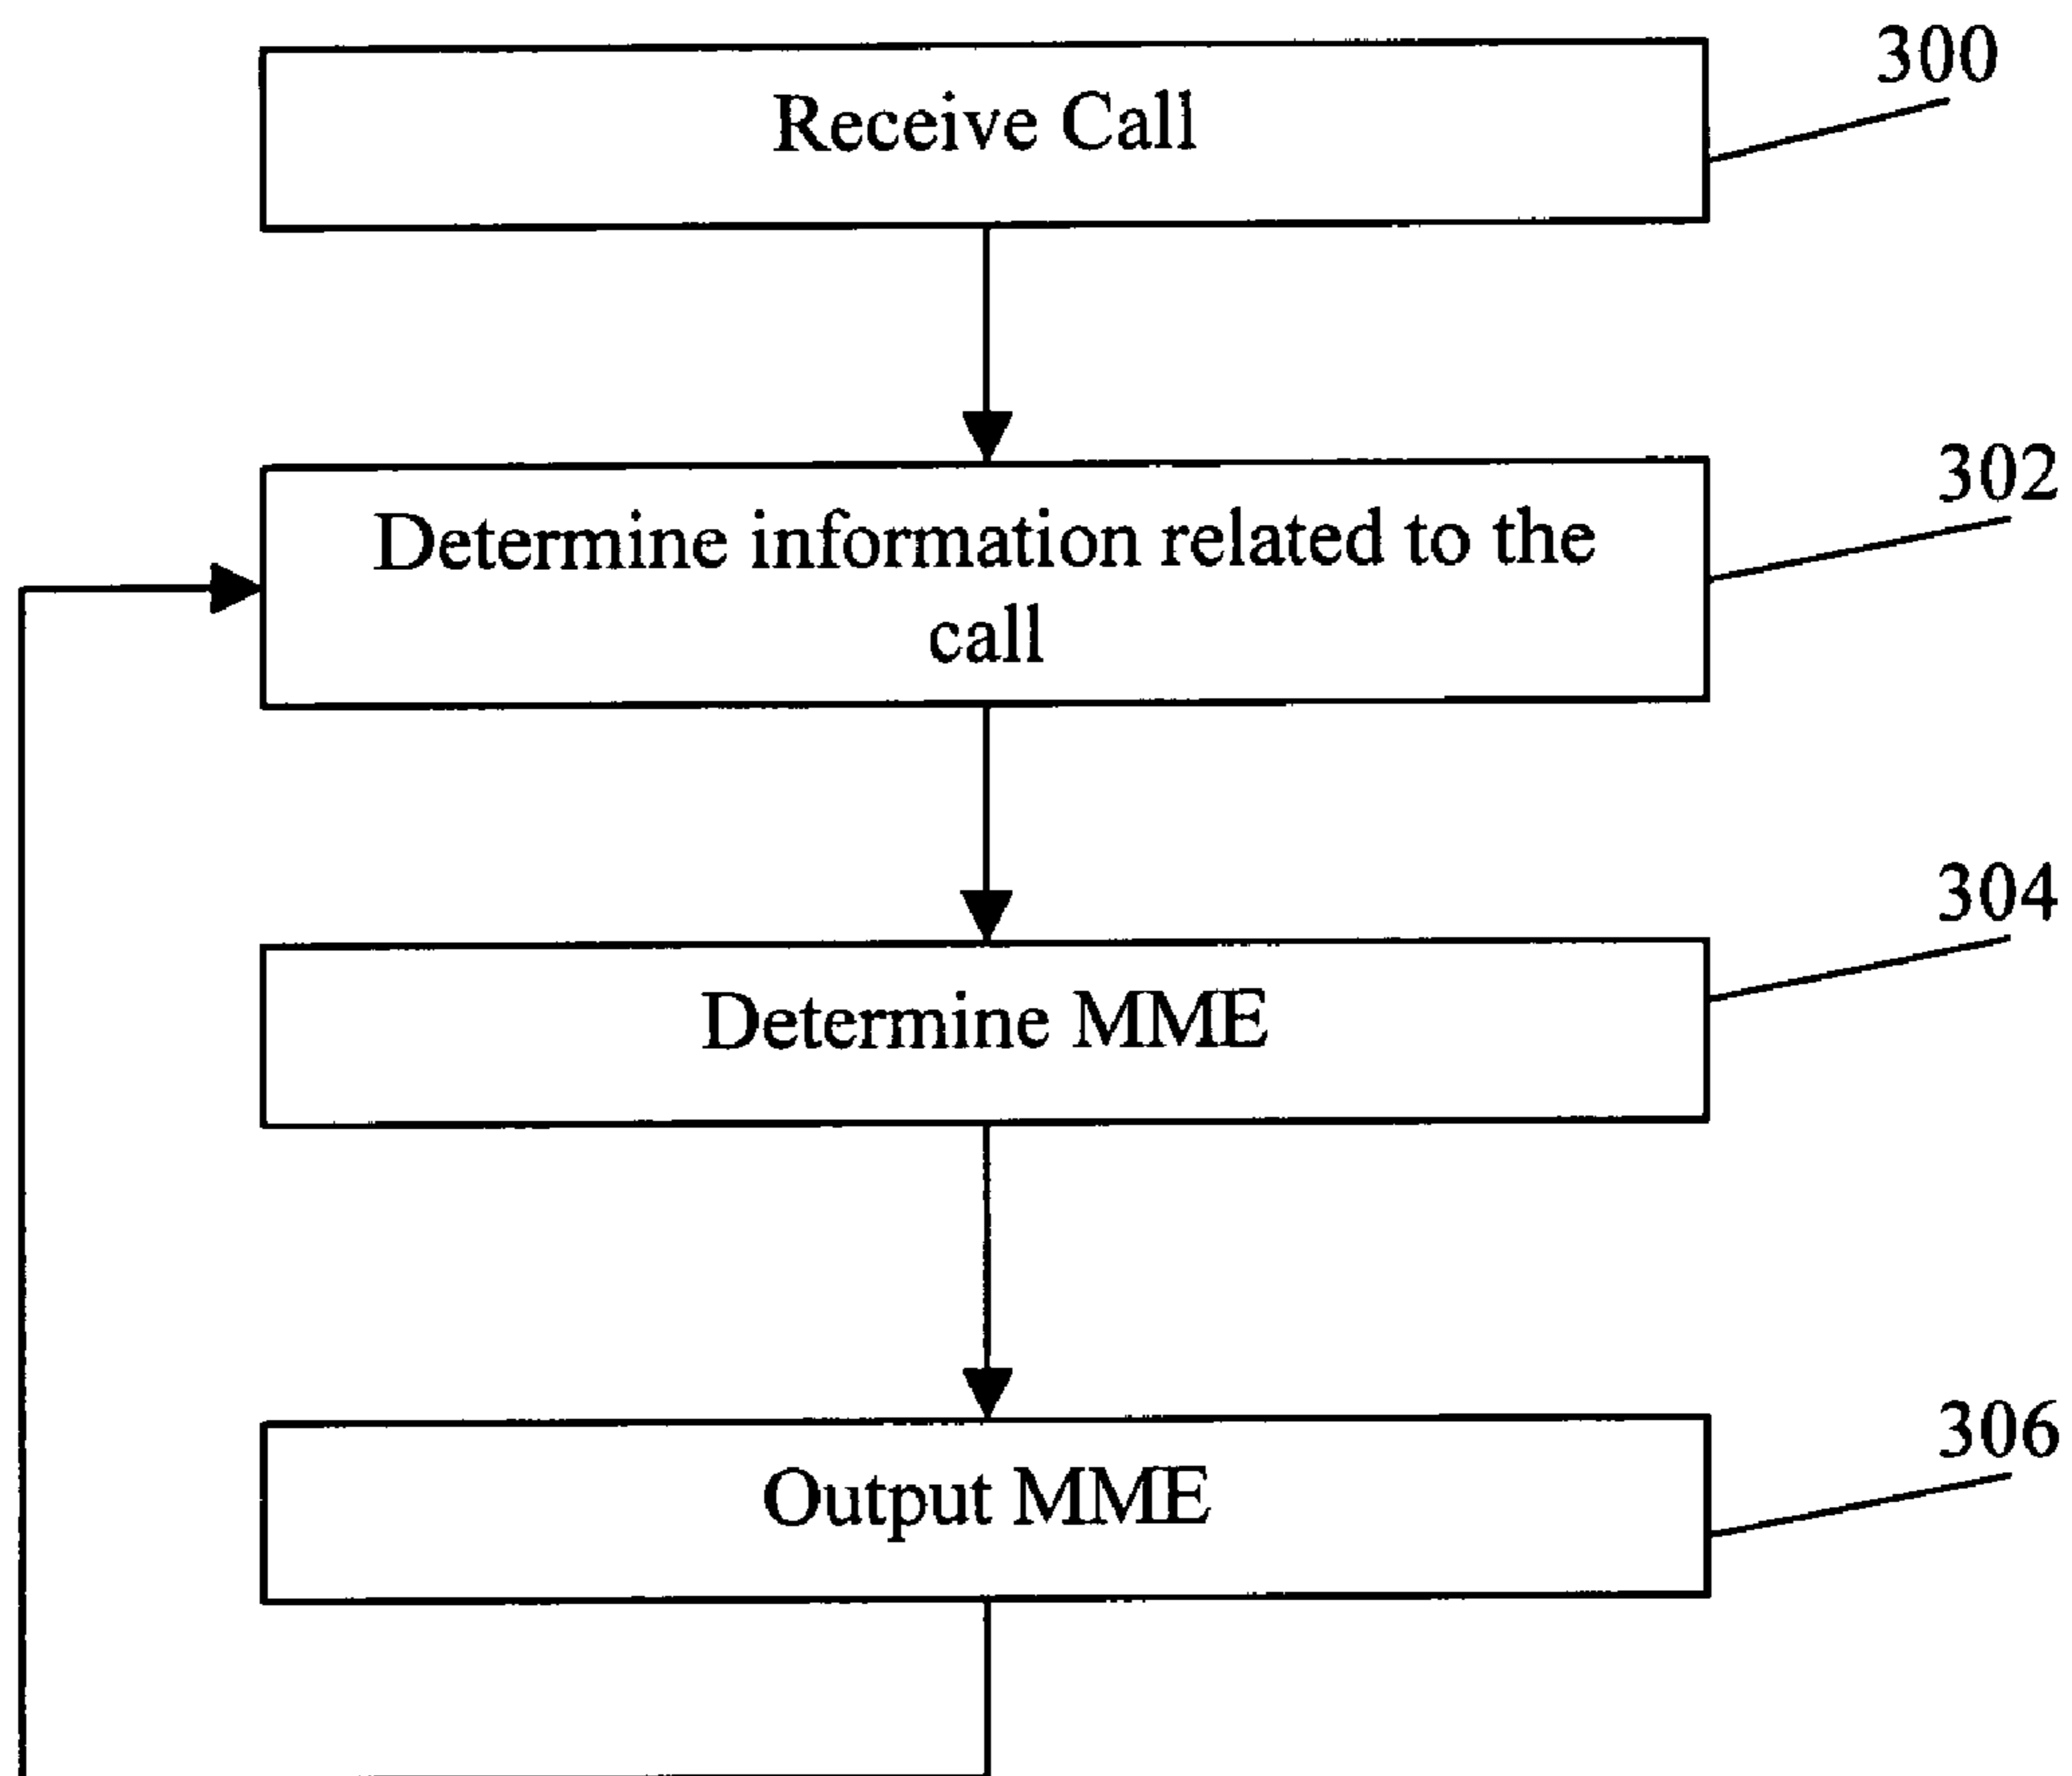 300
Receive Call
302
Determine information related to the
call
304
Determine MME
306
Output MME